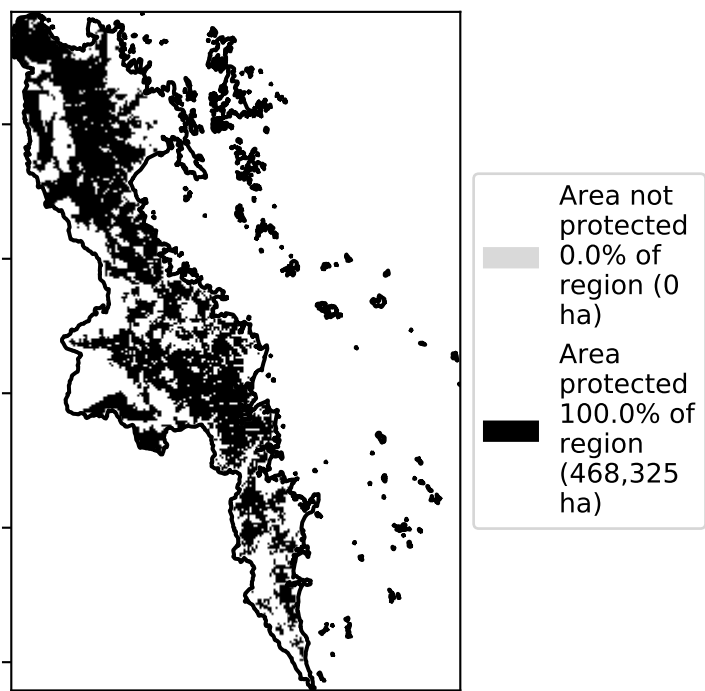 Area not
protected
0.0% of
region (0
ha)
Area
protected
100.0% of
region
(468,325
ha)